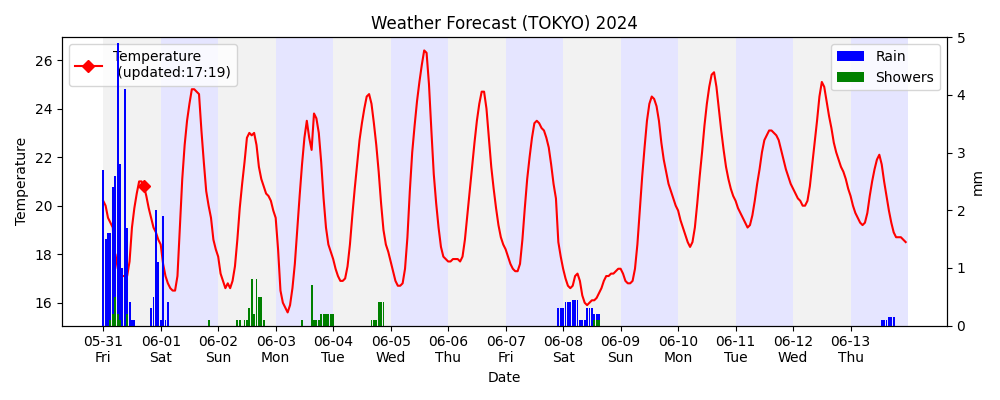 Weather Forecast (TOKYO) 2024
Temperature
(updated:17:19)
Rain
Showers
26
24
22
20
18
16
Temperature
5
4
3
2
1
0
mm
05-31 06-01 06-02 06-03 06-04 06-05 06-06 06-07 06-08 06-09 06-10 06-11 06-12 06-13
Fri Sat Sun Mon Tue Wed Thu Fri Sat Sun Mon Tue Wed Thu
Date